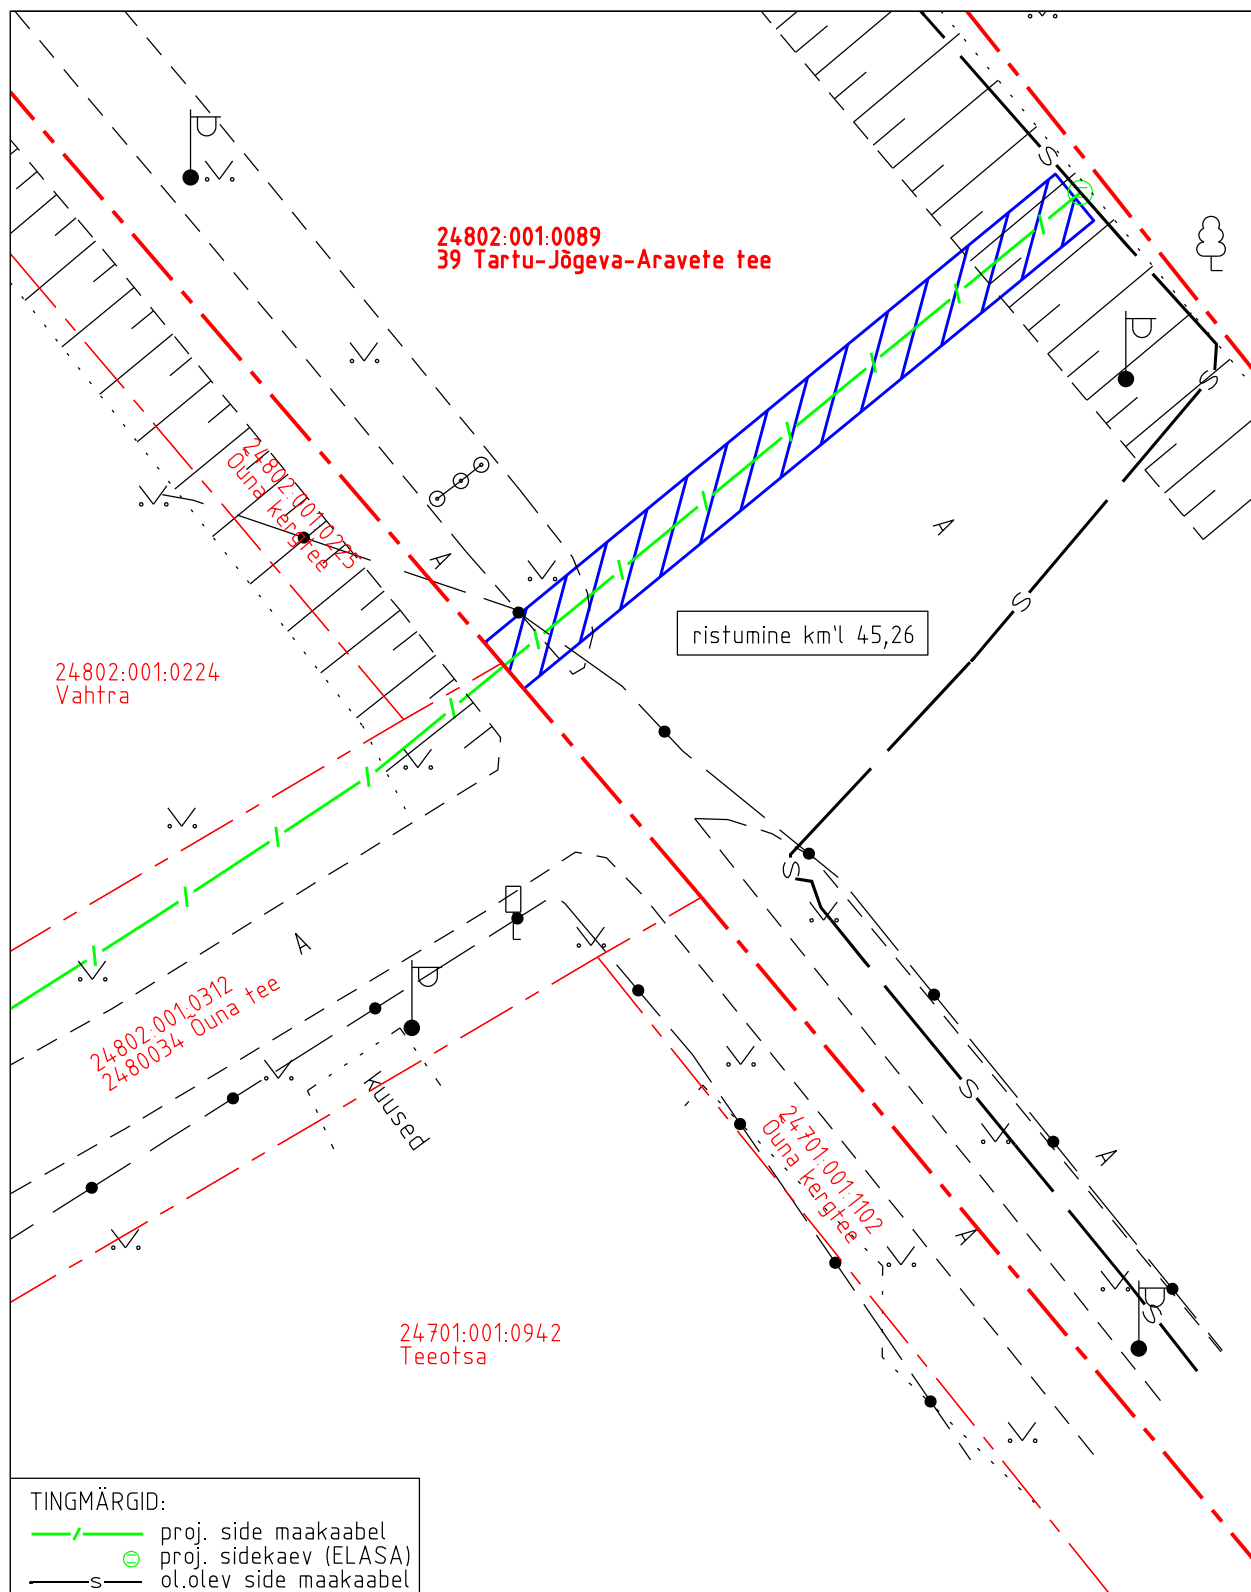 24802:001:0089
39 Tartu-Jõgeva-Aravete tee
24802:001:0225
Õuna kergtee
ristumine km'l 45,26
24802:001:0224
Vahtra
24802:001:0312
2480034 Õuna tee
kuused
24701:001:1102
Õuna kergtee
24701:001:0942
Teeotsa
S
S
S
S
S
S
A
A
A
A
A
TINGMÄRGID:
proj. side maakaabel
proj. sidekaev (ELASA)
S ol.olev side maakaabel